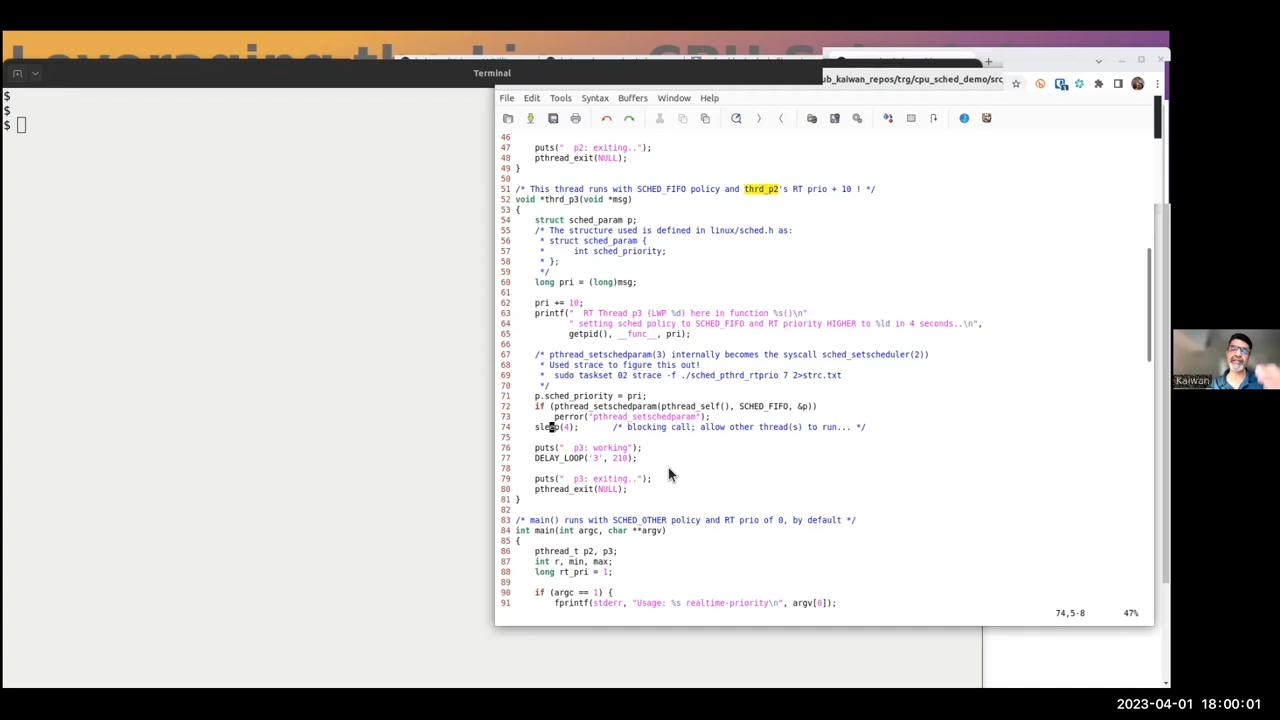 Leveraging the Linux CPU Sched
Terminal
ub_kaiwan_repos/trg/cpu_sched_demo/src
$
$
$
File Edit Tools Syntax Buffers Window Help
46
47 puts("  p2: exiting..");
48 pthread_exit(NULL);
49 }
50
51 /* This thread runs with SCHED_FIFO policy and thrd_p2's RT prio + 10 ! */
52 void *thrd_p3(void *msg)
53 {
54 struct sched_param p;
55 /* The structure used is defined in linux/sched.h as:
56 * struct sched_param {
57 *      int sched_priority;
58 * };
59 */
60 long pri = (long)msg;
61
62 pri += 10;
63 printf("  RT Thread p3 (LWP %d) here in function %s()\n"
64 " setting sched policy to SCHED_FIFO and RT priority HIGHER to %ld in 4 seconds..\n",
65 getpid(), __func__, pri);
66
67 /* pthread_setschedparam(3) internally becomes the syscall sched_setscheduler(2))
68 * Used strace to figure this out!
69 *  sudo taskset 02 strace -f ./sched_pthrd_rtprio 7 2>strc.txt
70 */
71 p.sched_priority = pri;
72 if (pthread_setschedparam(pthread_self(), SCHED_FIFO, &p))
73 perror("pthread_setschedparam");
74 sleep(4); /* blocking call; allow other thread(s) to run... */
75
76 puts("  p3: working");
77 DELAY_LOOP('3', 210);
78
79 puts("  p3: exiting..");
80 pthread_exit(NULL);
81 }
82
83 /* main() runs with SCHED_OTHER policy and RT prio of 0, by default */
84 int main(int argc, char **argv)
85 {
86 pthread_t p2, p3;
87 int r, min, max;
88 long rt_pri = 1;
89
90 if (argc == 1) {
91 fprintf(stderr, "Usage: %s realtime-priority\n", argv[0]);
74,5-8 47%
Kaiwan
2023-04-01 18:00:01